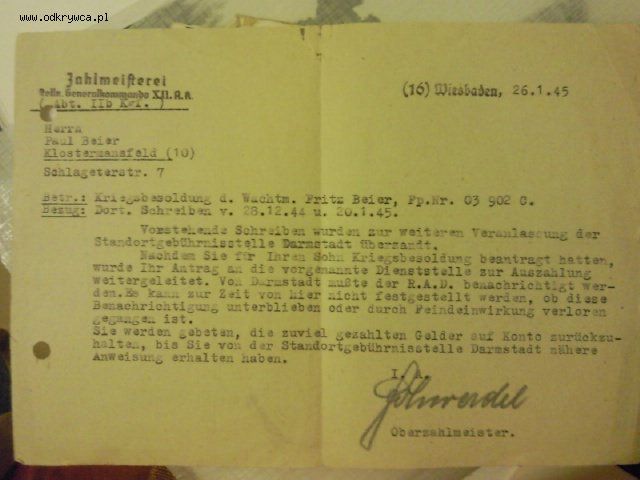 www.odkrywca.pl
Zahlmeisterei
Stellv. Generalkommando XII. A.K.
( Abt. IIb Kgf. )
(16) Wiesbaden, 26.1.45
Herrn
Paul Beier
Klostermansfeld (10)
Schlageterstr. 7
Betr.: Kriegsbesoldung d. Wachtm. Fritz Beier, Fp.Nr. 03 902 C.
Bezug: Dort. Schreiben v. 28.12.44 u. 20.1.45.
Vorstehende Schreiben wurden zur weiteren Veranlassung der
Standortgebührnisstelle Darmstadt übersandt.
Nachdem Sie für Ihren Sohn Kriegsbesoldung beantragt hatten,
wurde Ihr Antrag an die vorgenannte Dienststelle zur Auszahlung
weitergeleitet. Von Darmstadt mußte der R.A.D. benachrichtigt wer-
den.Es kann zur Zeit von hier nicht festgestellt werden, ob diese
Benachrichtigung unterblieben oder durch Feindeinwirkung verloren
gegangen ist.
Sie werden gebeten, die zuviel gezahlten Gelder auf Konto zurückzu-
halten, bis Sie von der Standortgebührnisstelle Darmstadt nähere
Anweisung erhalten haben.
I. A.
Oberzahlmeister.